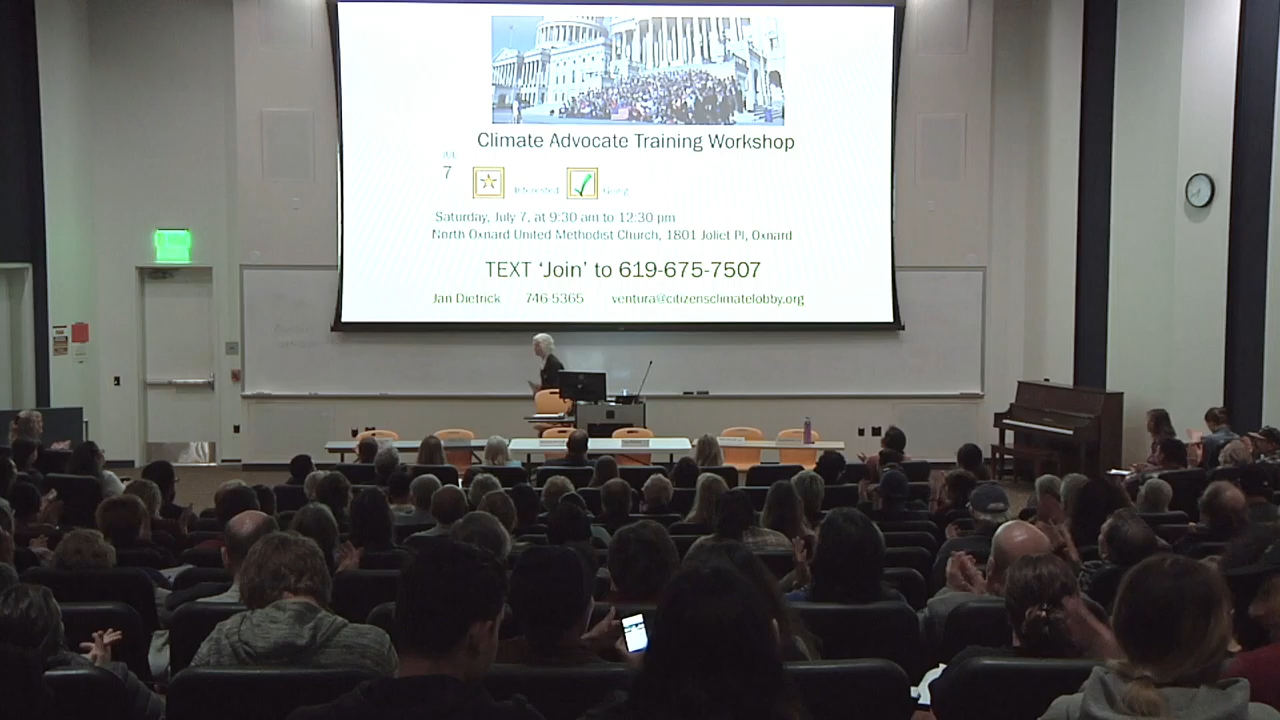 Climate Advocate Training Workshop
7
Interested
Going
Saturday, July 7, at 9:30 am to 12:30 pm
North Oxnard United Methodist Church, 1801 Joliet Pl, Oxnard
TEXT 'Join' to 619-675-7507
Jan Dietrick 746-5365 ventura@citizensclimatelobby.org